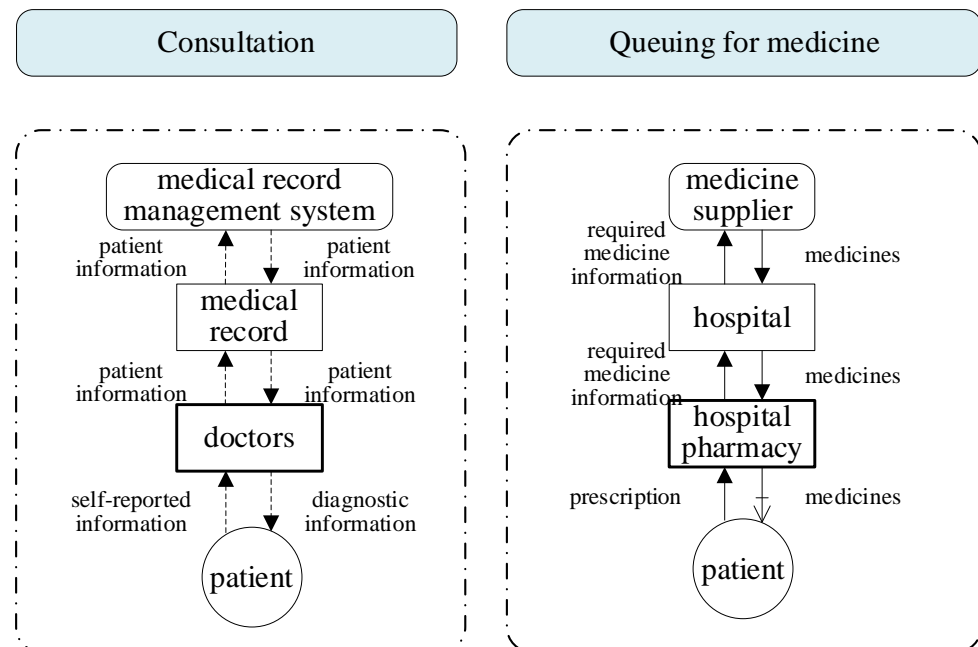 Consultation
Queuing for medicine
medical record
management system
patient
information
patient
information
medical
record
patient
information
patient
information
doctors
self-reported
information
diagnostic
information
patient
medicine
supplier
required
medicine
information
medicines
hospital
required
medicine
information
medicines
hospital
pharmacy
prescription
medicines
patient